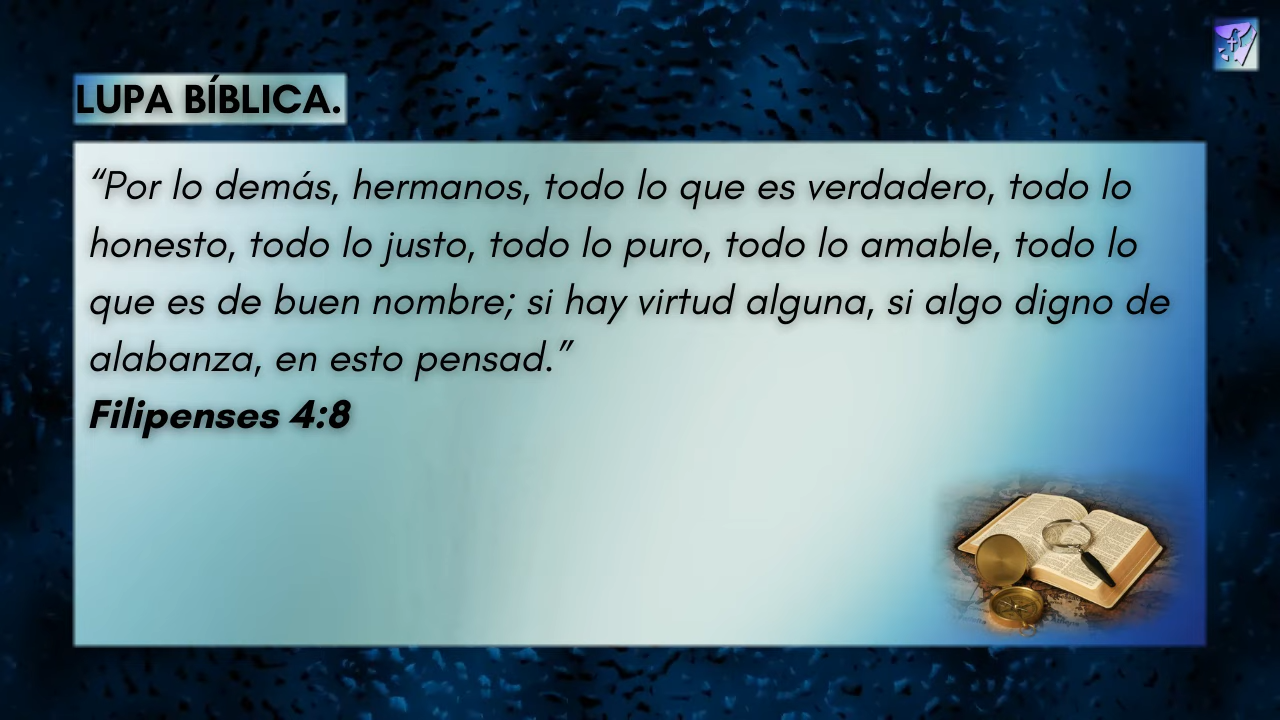 LUPA BÍBLICA.
“Por lo demás, hermanos, todo lo que es verdadero, todo lo
honesto, todo lo justo, todo lo puro, todo lo amable, todo lo
que es de buen nombre; si hay virtud alguna, si algo digno de
alabanza, en esto pensad.”
Filipenses 4:8